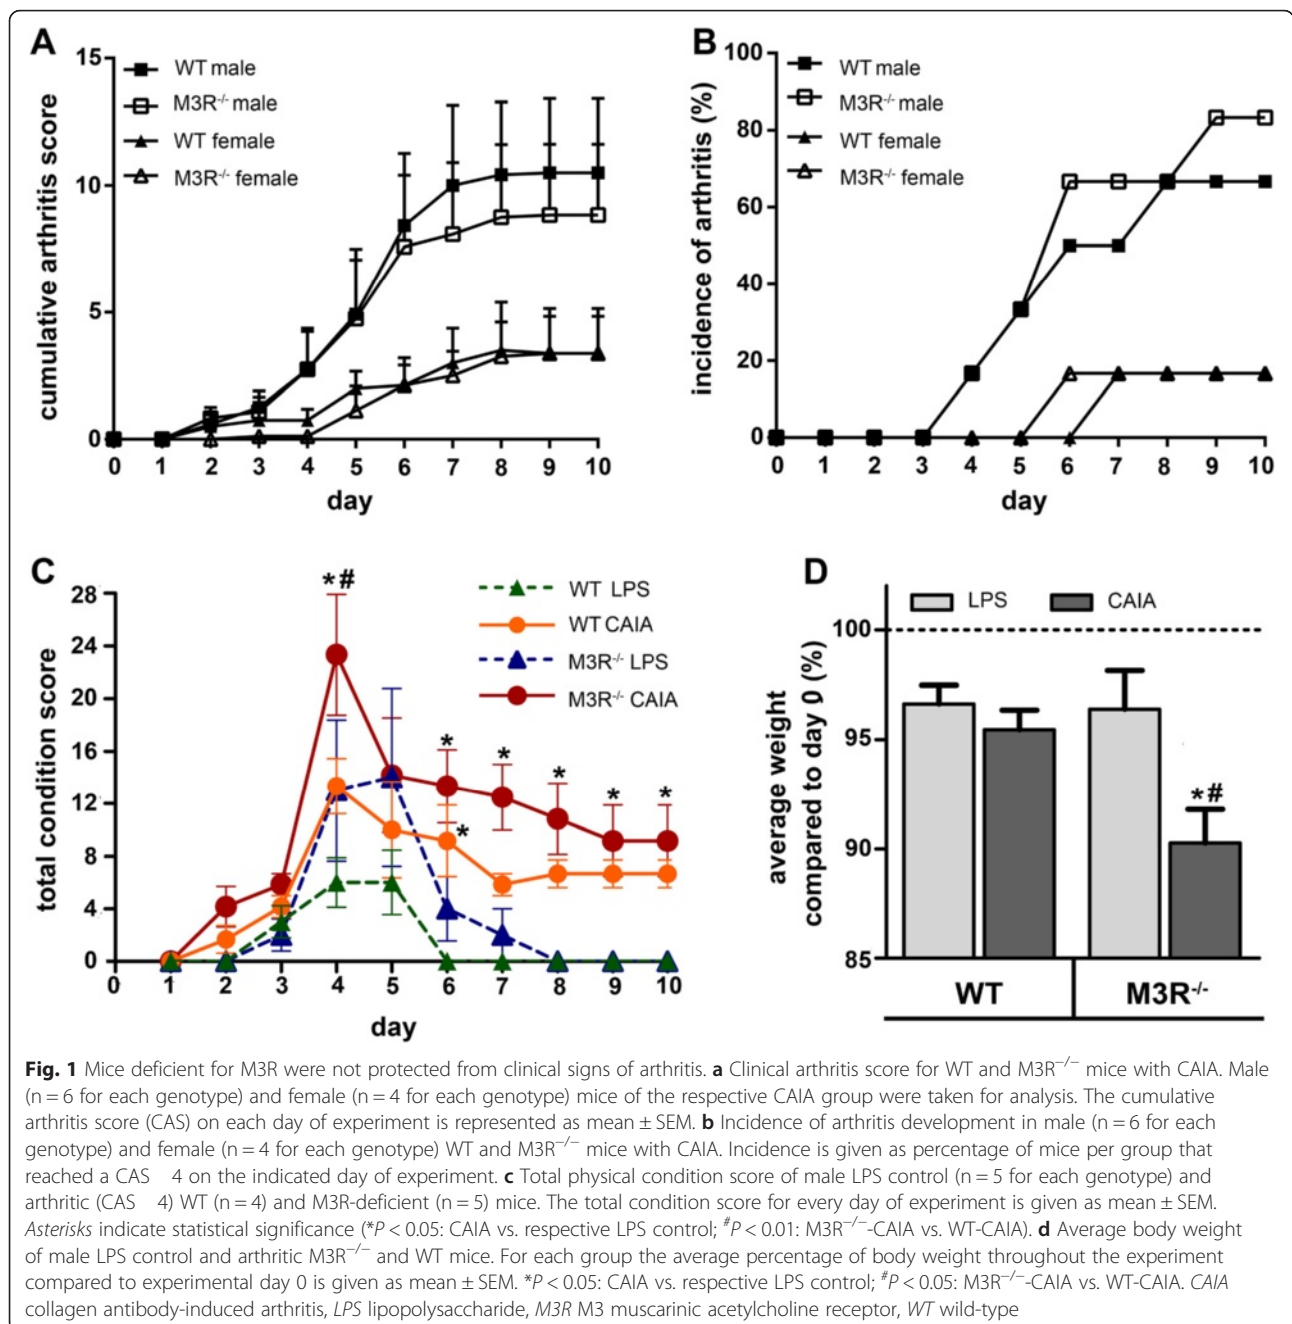 A
15
10
5
0
cumulative arthritis score
WT male
M3R-/- male
WT female
M3R-/- female
0 1 2 3 4 5 6 7 8 9 10
day
B
100
80
60
40
20
0
incidence of arthritis (%)
WT male
M3R-/- male
WT female
M3R-/- female
0 1 2 3 4 5 6 7 8 9 10
day
C
28
24
20
16
12
8
4
0
total condition score
*#
* * * * *
*
WT LPS
WT CAIA
M3R-/- LPS
M3R-/- CAIA
0 1 2 3 4 5 6 7 8 9 10
day
D
LPS CAIA
100
95
90
85
average weight
compared to day 0 (%)
*#
WT M3R-/-
Fig. 1 Mice deficient for M3R were not protected from clinical signs of arthritis. a Clinical arthritis score for WT and M3R−/− mice with CAIA. Male
(n = 6 for each genotype) and female (n = 4 for each genotype) mice of the respective CAIA group were taken for analysis. The cumulative
arthritis score (CAS) on each day of experiment is represented as mean ± SEM. b Incidence of arthritis development in male (n = 6 for each
genotype) and female (n = 4 for each genotype) WT and M3R−/− mice with CAIA. Incidence is given as percentage of mice per group that
reached a CAS 4 on the indicated day of experiment. c Total physical condition score of male LPS control (n = 5 for each genotype) and
arthritic (CAS 4) WT (n = 4) and M3R-deficient (n = 5) mice. The total condition score for every day of experiment is given as mean ± SEM.
Asterisks indicate statistical significance (*P < 0.05: CAIA vs. respective LPS control; #P < 0.01: M3R−/−-CAIA vs. WT-CAIA). d Average body weight
of male LPS control and arthritic M3R−/− and WT mice. For each group the average percentage of body weight throughout the experiment
compared to experimental day 0 is given as mean ± SEM. *P < 0.05: CAIA vs. respective LPS control; #P < 0.05: M3R−/−-CAIA vs. WT-CAIA. CAIA
collagen antibody-induced arthritis, LPS lipopolysaccharide, M3R M3 muscarinic acetylcholine receptor, WT wild-type